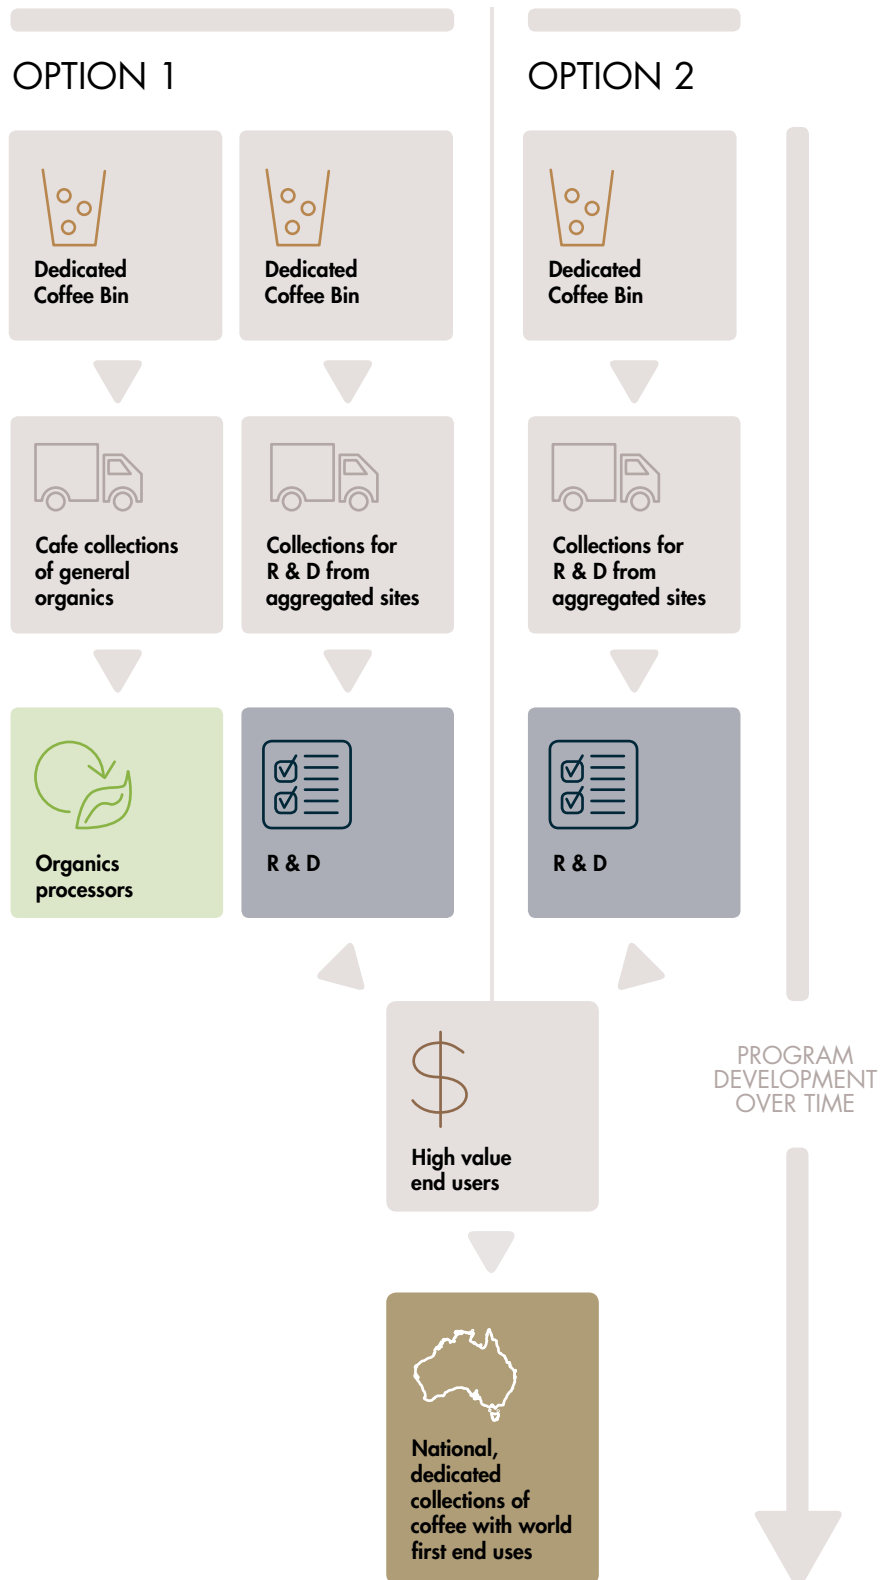 OPTION 1
OPTION 2
Dedicated
Coffee Bin
Dedicated
Coffee Bin
Dedicated
Coffee Bin
Cafe collections
of general
organics
Collections for
R & D from
aggregated sites
Collections for
R & D from
aggregated sites
Organics
processors
R & D
R & D
High value
end users
PROGRAM
DEVELOPMENT
OVER TIME
National,
dedicated
collections of
coffee with world
first end uses